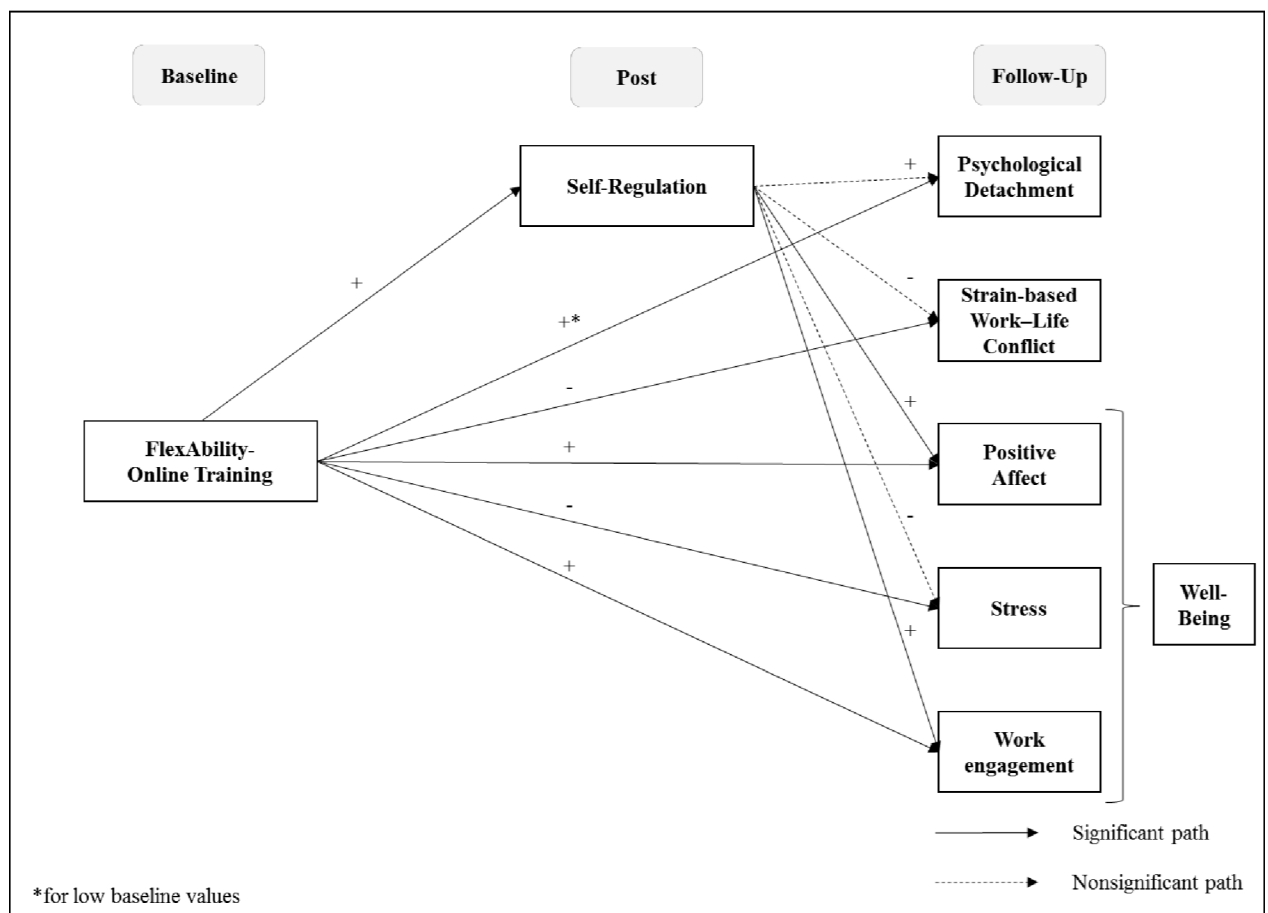 Baseline
Post
Follow-Up
Self-Regulation
+
Psychological
Detachment
+
-
Strain-based
Work–Life
Conflict
+*
-
+
Positive
Affect
FlexAbility-
Online Training
+
-
-
Stress
Well-
Being
+
+
Work
engagement
Significant path
Nonsignificant path
*for low baseline values